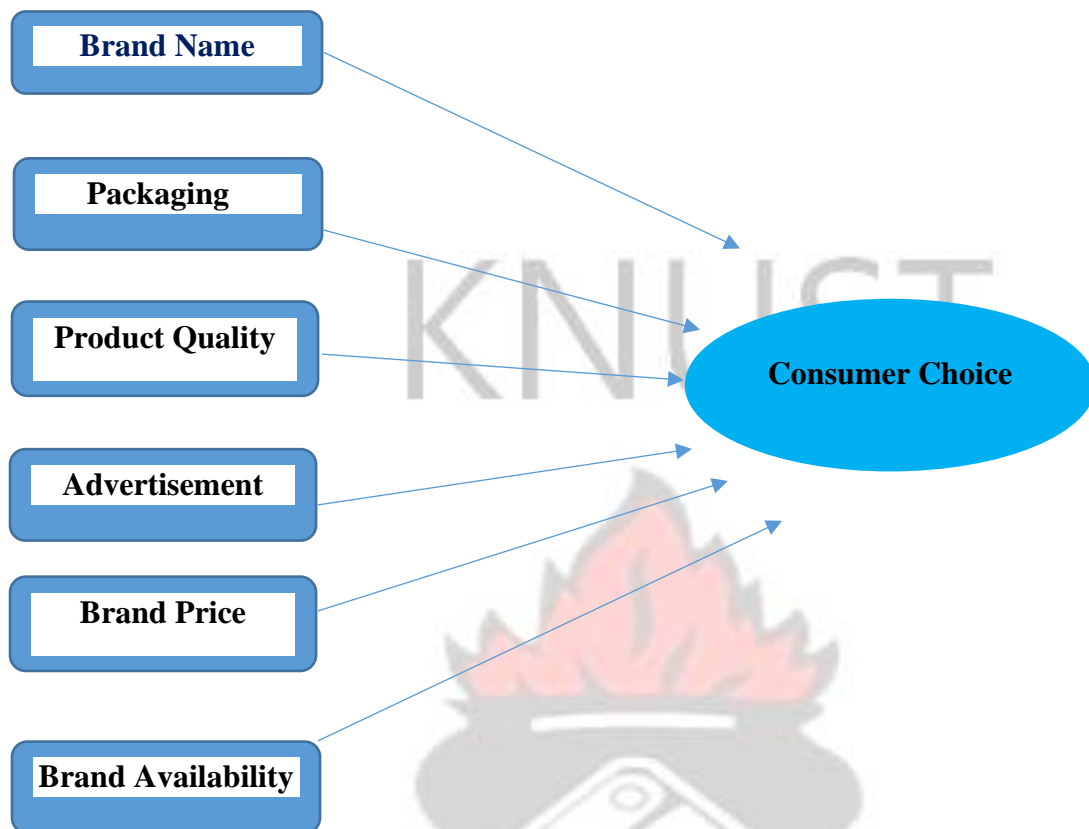 Brand Name
Packaging
KNUST
Product Quality
Consumer Choice
Advertisement
Brand Price
Brand Availability